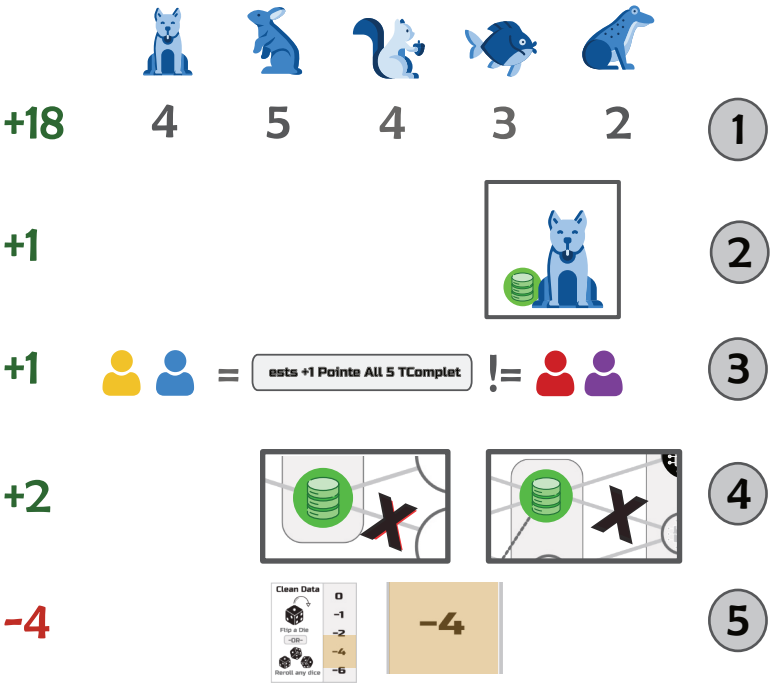 +18 4 5 4 3 2 1
+1 2
+1 = ests +1 Pointe All 5 TComplet != 3
X X
+2 4
Clean Data
0
-1
Flip a Die
-2
-OR-
-4
Reroll any dice
-6
-4
-4 5